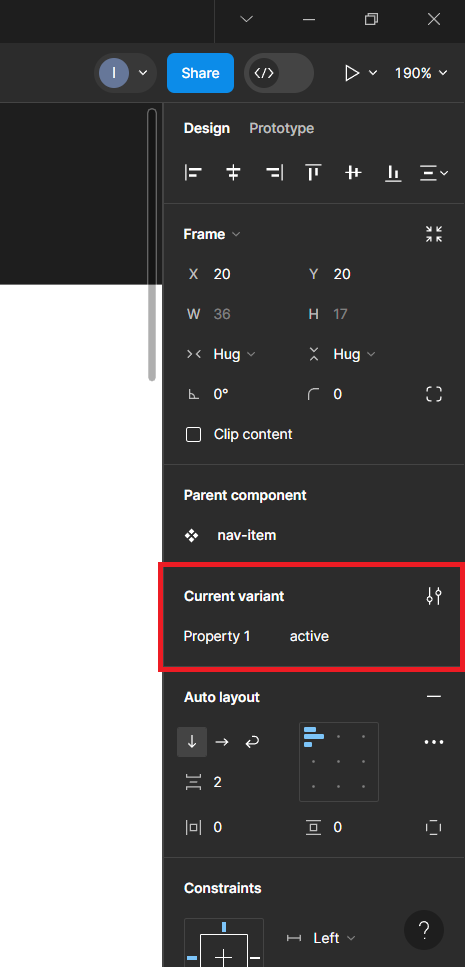 I Share </> 190%
Design Prototype
Frame
X 20 Y 20
W 36 H 17
Hug Hug
0° 0
Clip content
Parent component
nav-item
Current variant
Property 1 active
Auto layout
2
0 0
Constraints
Left ?